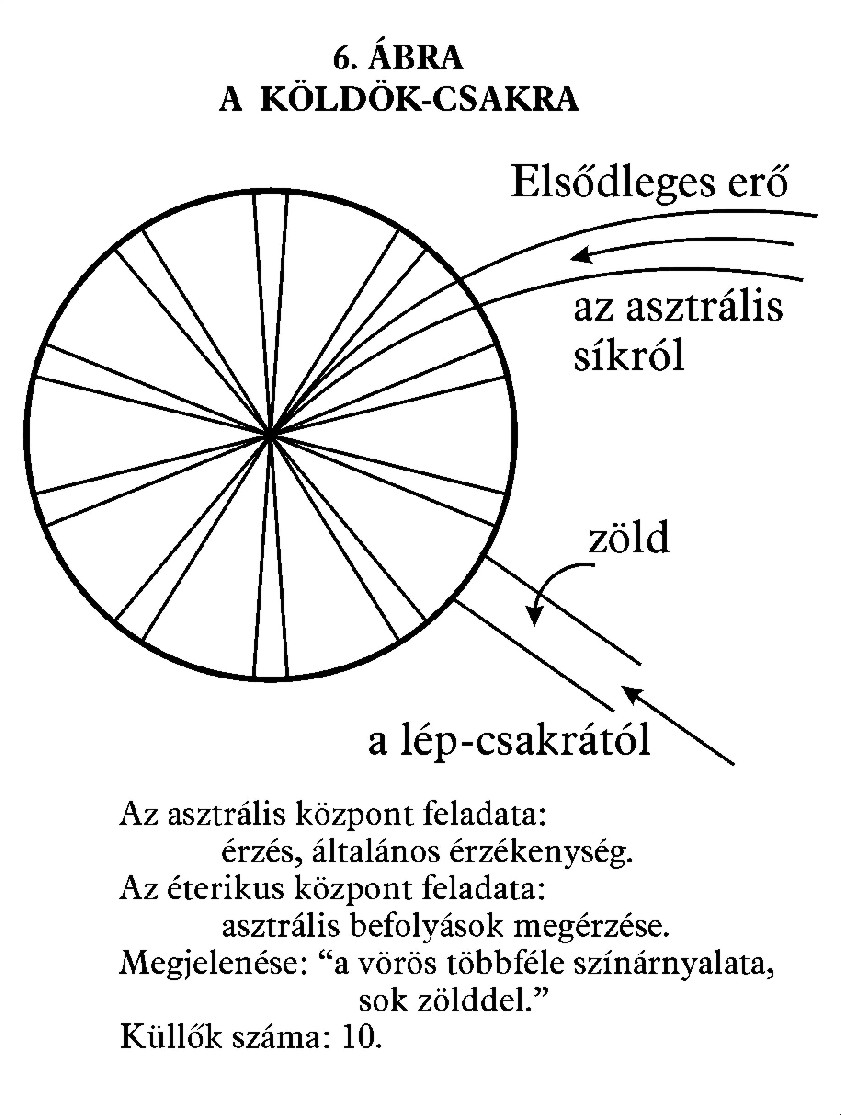 6. ÁBRA
A KÖLDÖK-CSAKRA
Elsődleges erő
az asztrális
síkról
zöld
a lép-csakrától
Az asztrális központ feladata:
érzés, általános érzékenység.
Az éterikus központ feladata:
asztrális befolyások megérzése.
Megjelenése: “a vörös többféle színárnyalata,
sok zölddel.”
Küllők száma: 10.